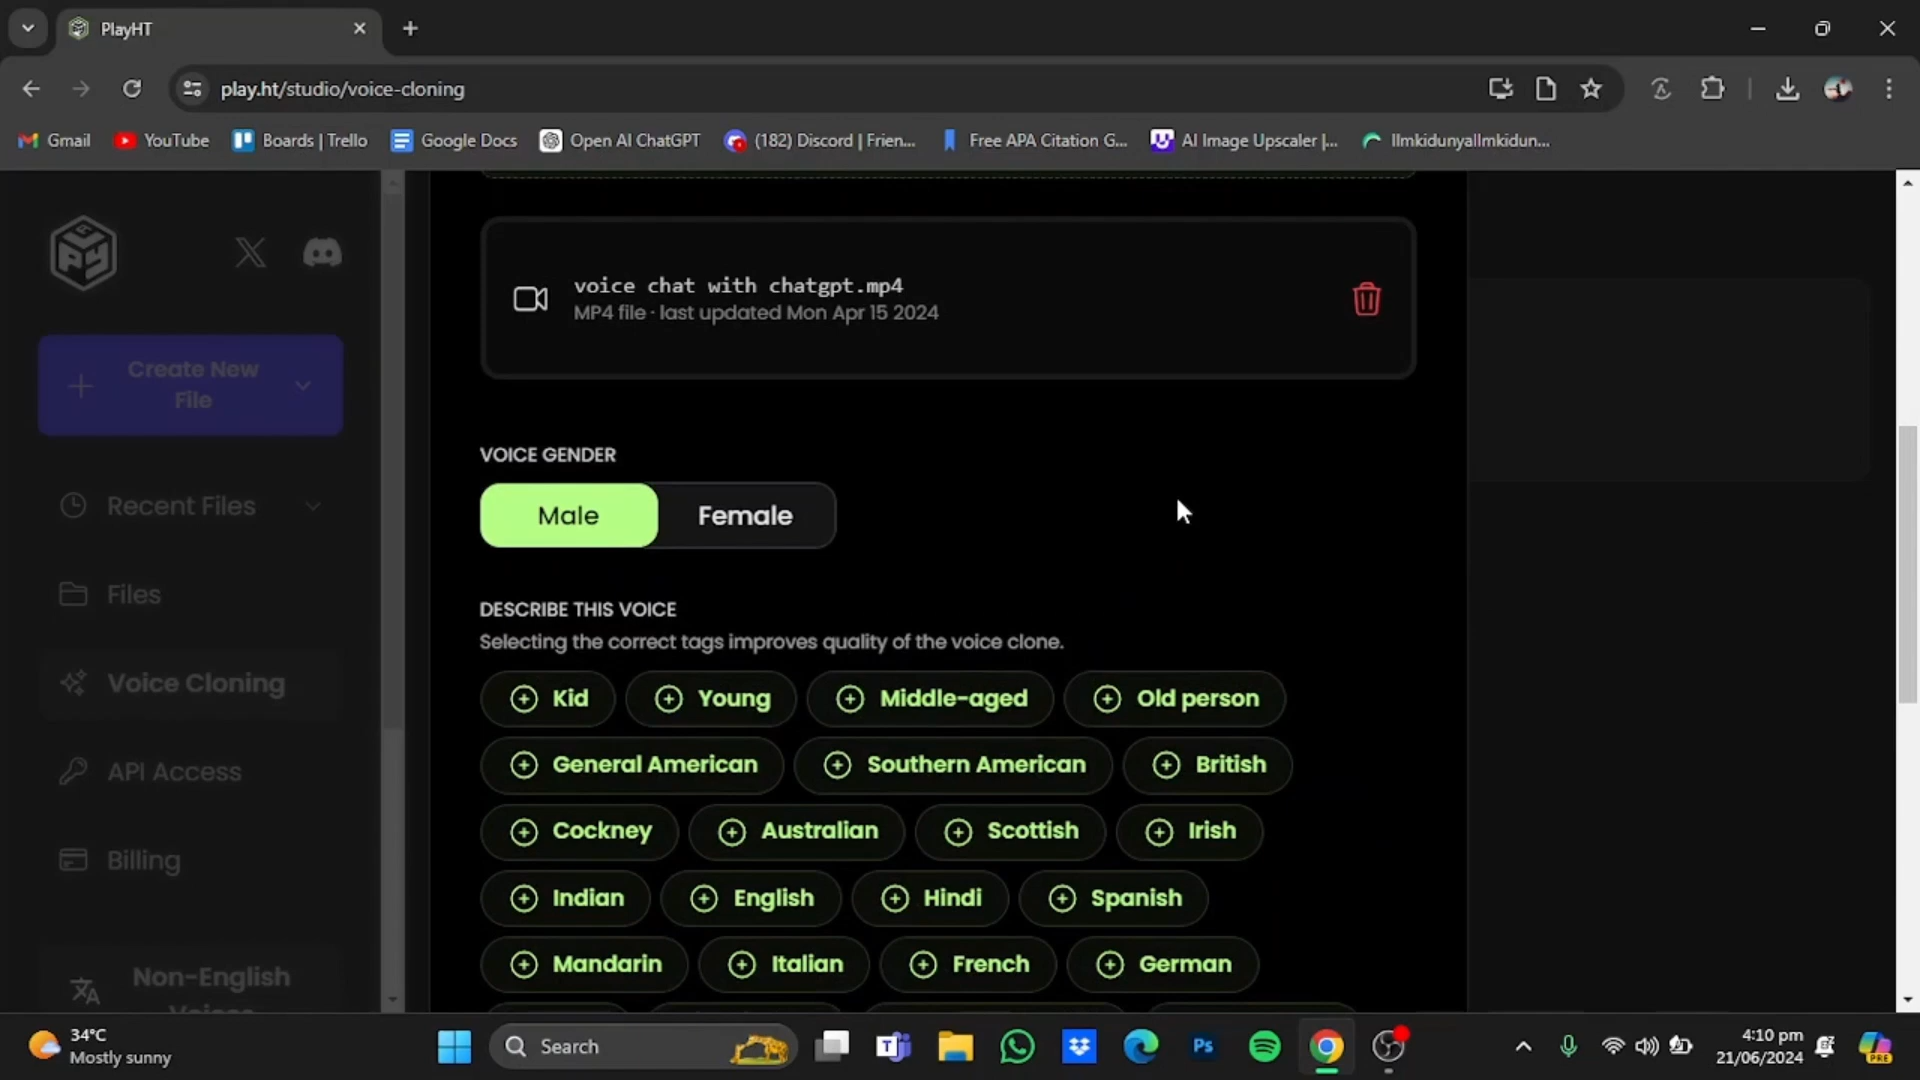 PlayHT
play.ht/studio/voice-cloning
Gmail YouTube Boards | Trello Google Docs Open AI ChatGPT (182) Discord | Frien... Free APA Citation G... AI Image Upscaler |... Ilmkidunyallmkidun...
Create New
File
Recent Files
Files
Voice Cloning
API Access
Billing
Non-English
Voices
voice chat with chatgpt.mp4
MP4 file · last updated Mon Apr 15 2024
VOICE GENDER
Male Female
DESCRIBE THIS VOICE
Selecting the correct tags improves quality of the voice clone.
Kid Young Middle-aged Old person
General American Southern American British
Cockney Australian Scottish Irish
Indian English Hindi Spanish
Mandarin Italian French German
34°C
Mostly sunny
Search
Ps
4:10 pm
21/06/2024
PRE